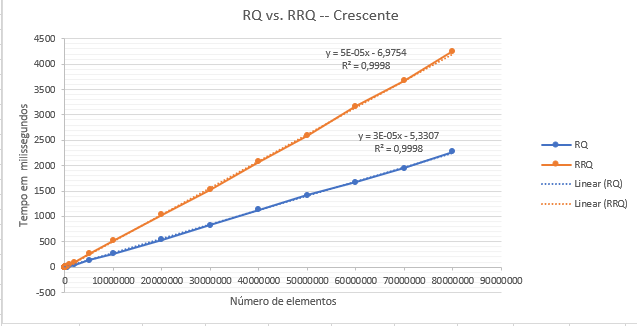 RQ vs. RRQ -- Crescente
4500
4000
3500
3000
2500
2000
1500
1000
500
0
-500
Tempo em milissegundos
y = 5E-05x - 6,9754
R² = 0,9998
y = 3E-05x - 5,3307
R² = 0,9998
0 10000000 20000000 30000000 40000000 50000000 60000000 70000000 80000000 90000000
Número de elementos
RQ
RRQ
Linear (RQ)
Linear (RRQ)